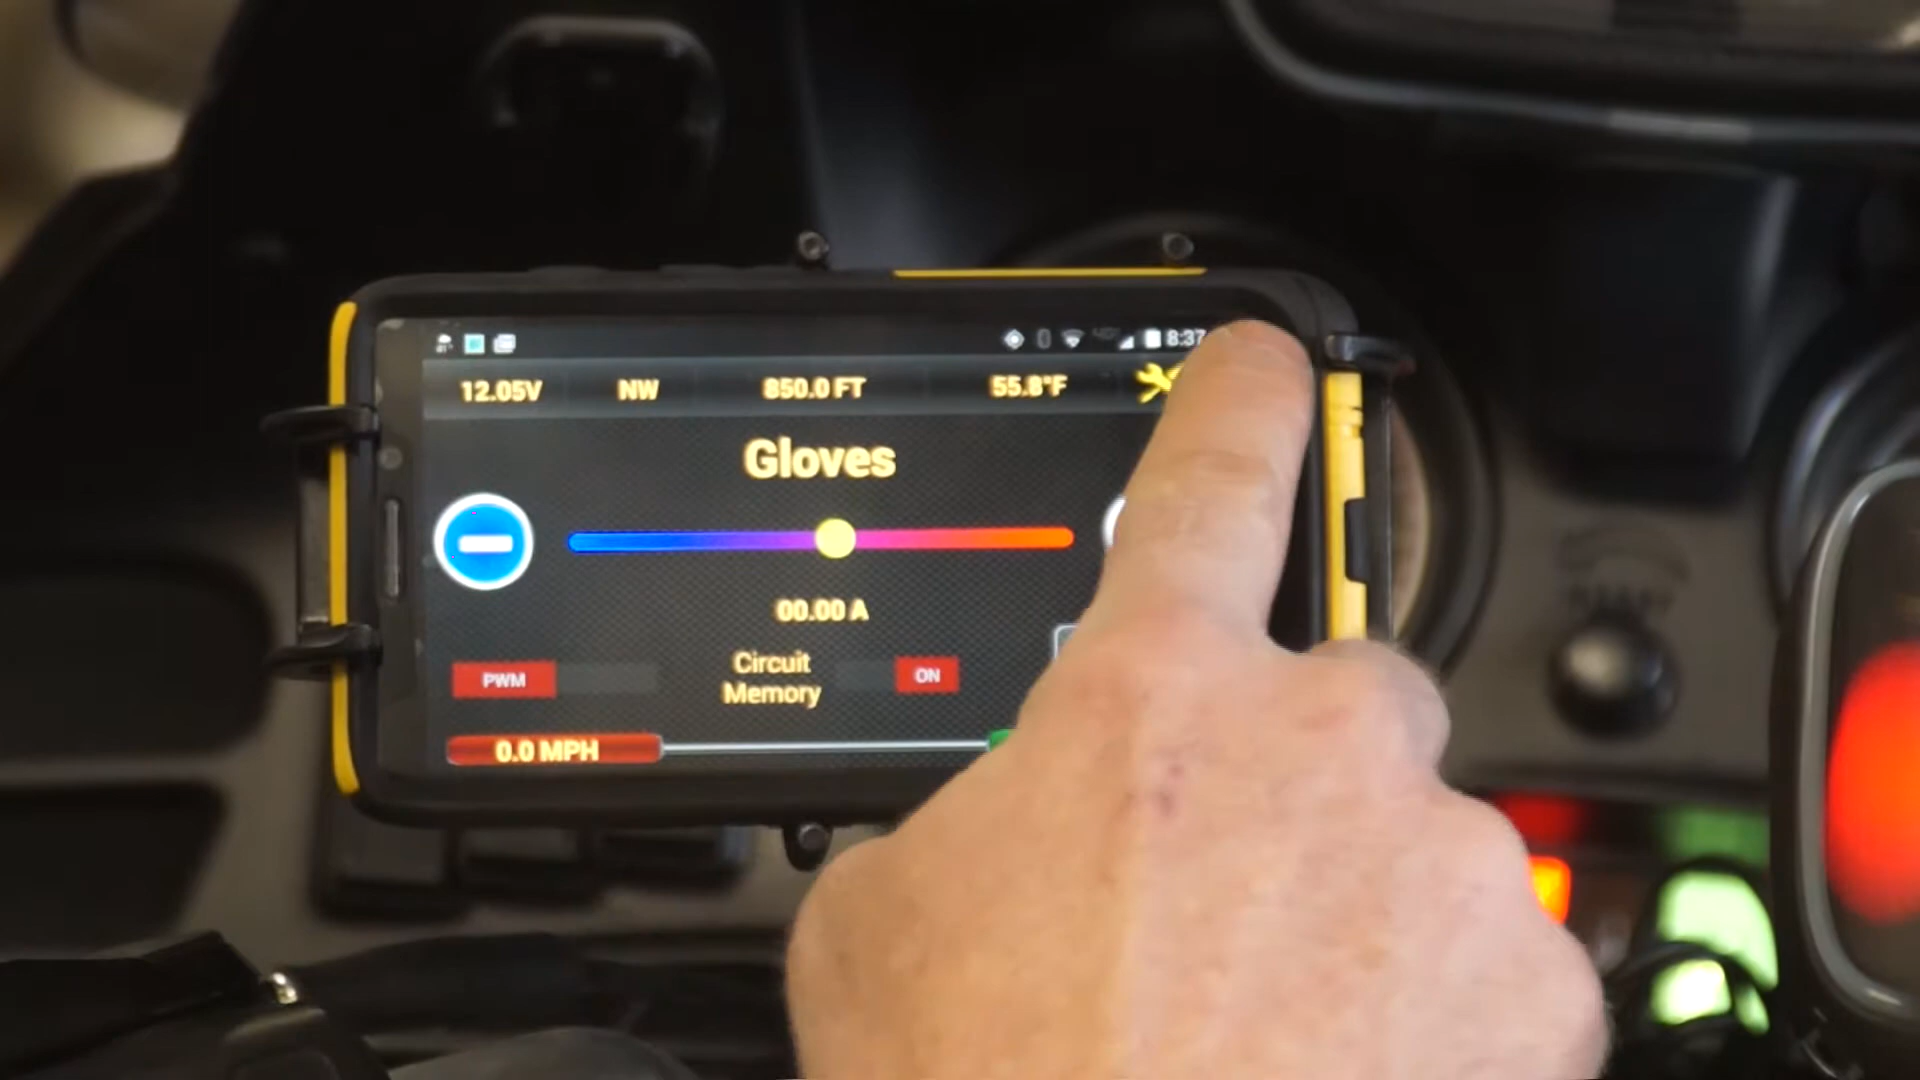 8:37
12.05V NW 850.0 FT 55.8°F
Gloves
00.00 A
PWM
Circuit
Memory
ON
0.0 MPH